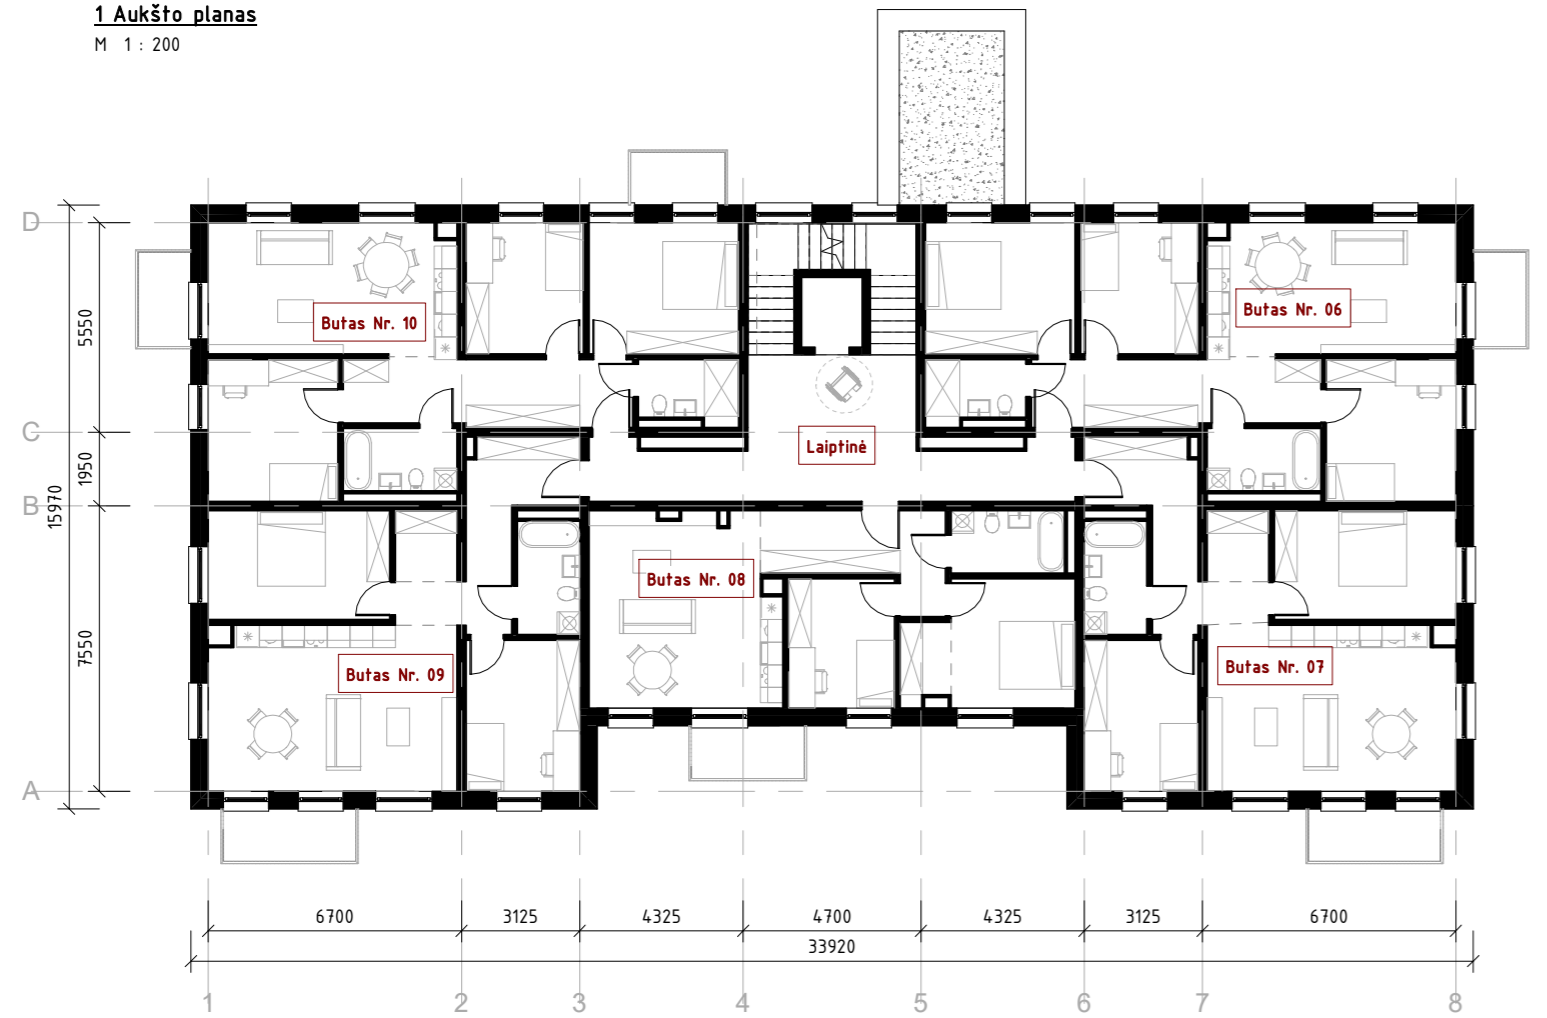 1 Aukšto planas
M 1 : 200
D
5550
Butas Nr. 10
Butas Nr. 06
C
1950
Laiptinė
B
15970
Butas Nr. 08
7550
Butas Nr. 09
Butas Nr. 07
A
6700 3125 4325 4700 4325 3125 6700
33920
1 2 3 4 5 6 7 8